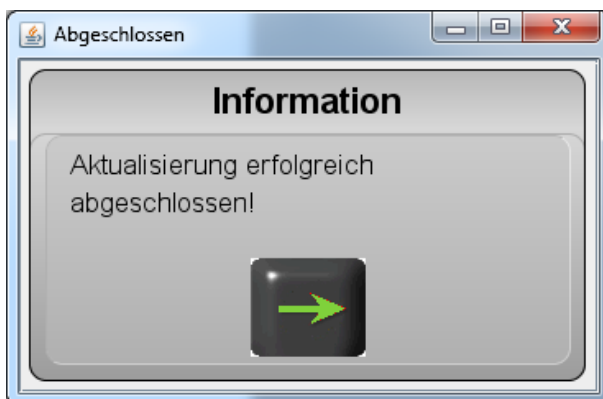 Abgeschlossen
Information
Aktualisierung erfolgreich
abgeschlossen!